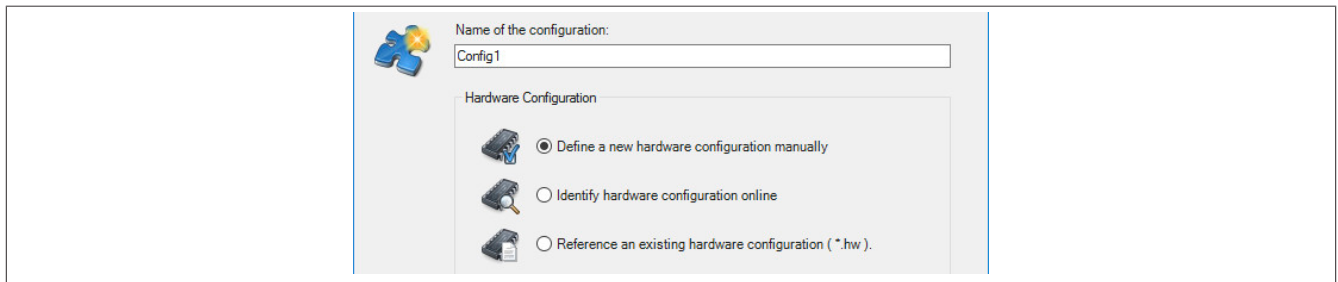 Name of the configuration:
Config1
Hardware Configuration
Define a new hardware configuration manually
Identify hardware configuration online
Reference an existing hardware configuration ( *.hw ).